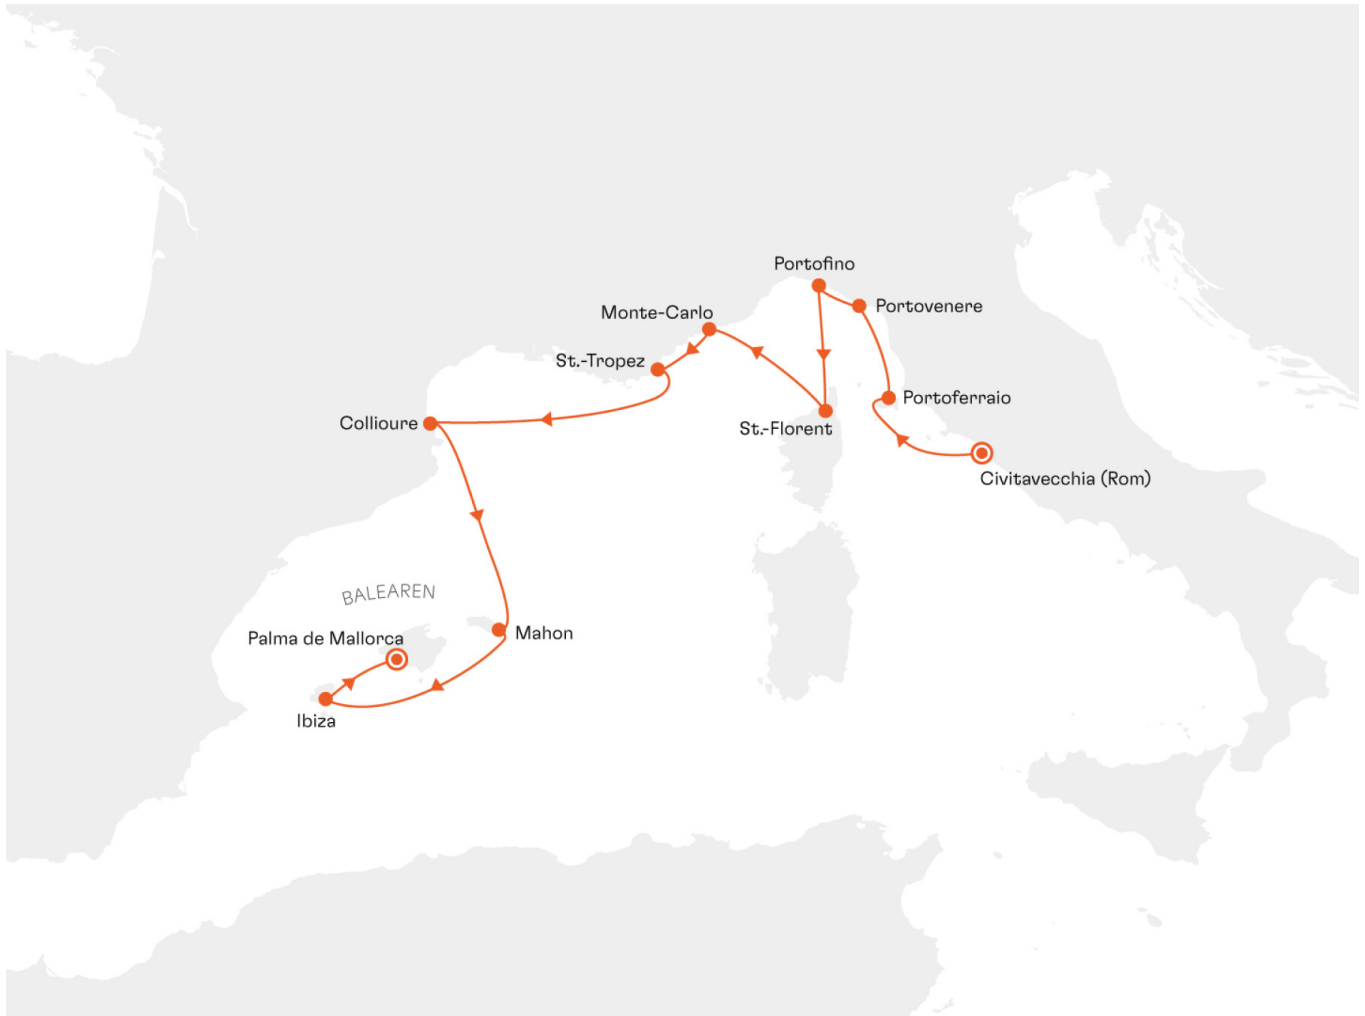 Portofino
Portovenere
Monte-Carlo
St.-Tropez
Portoferraio
Collioure
St.-Florent
Civitavecchia (Rom)
BALEAREN
Mahon
Palma de Mallorca
Ibiza